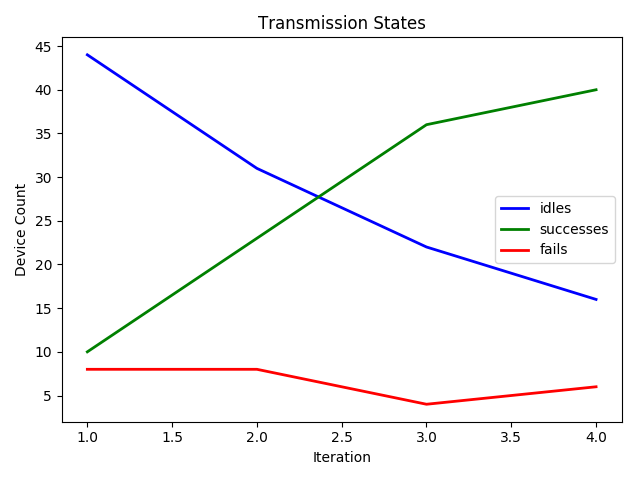 Transmission States
Device Count
45
40
35
30
25
20
15
10
5
idles
successes
fails
1.0 1.5 2.0 2.5 3.0 3.5 4.0
Iteration